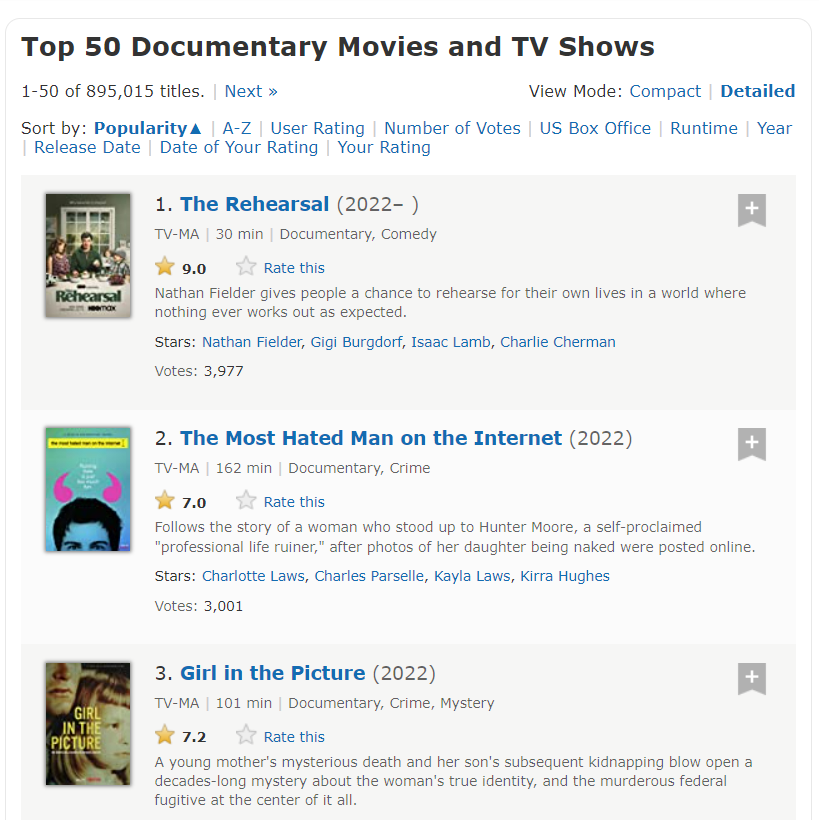 Top 50 Documentary Movies and TV Shows
1-50 of 895,015 titles. | Next » View Mode: Compact | Detailed
Sort by: Popularity▲ | A-Z | User Rating | Number of Votes | US Box Office | Runtime | Year
| Release Date | Date of Your Rating | Your Rating
The Rehearsal
HBOMAX
1. The Rehearsal (2022– )
TV-MA | 30 min | Documentary, Comedy
9.0 Rate this
Nathan Fielder gives people a chance to rehearse for their own lives in a world where
nothing ever works out as expected.
Stars: Nathan Fielder, Gigi Burgdorf, Isaac Lamb, Charlie Cherman
Votes: 3,977
the most hated man on the internet
2. The Most Hated Man on the Internet (2022)
TV-MA | 162 min | Documentary, Crime
7.0 Rate this
Follows the story of a woman who stood up to Hunter Moore, a self-proclaimed
"professional life ruiner," after photos of her daughter being naked were posted online.
Stars: Charlotte Laws, Charles Parselle, Kayla Laws, Kirra Hughes
Votes: 3,001
GIRL
IN THE
PICTURE
3. Girl in the Picture (2022)
TV-MA | 101 min | Documentary, Crime, Mystery
7.2 Rate this
A young mother's mysterious death and her son's subsequent kidnapping blow open a
decades-long mystery about the woman's true identity, and the murderous federal
fugitive at the center of it all.